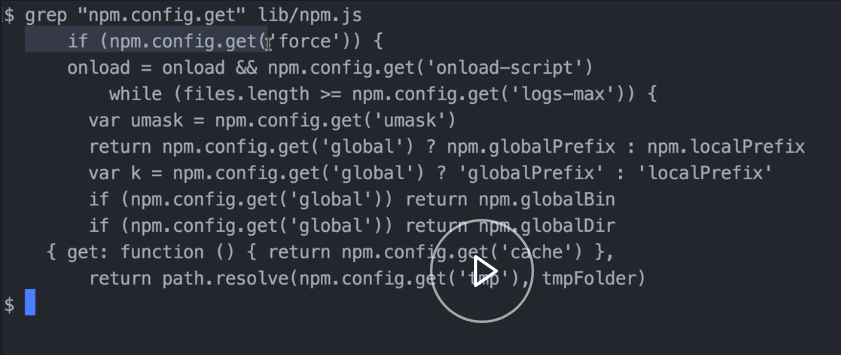 $ grep "npm.config.get" lib/npm.js
    if (npm.config.get('force')) {
    onload = onload && npm.config.get('onload-script')
        while (files.length >= npm.config.get('logs-max')) {
      var umask = npm.config.get('umask')
      return npm.config.get('global') ? npm.globalPrefix : npm.localPrefix
      var k = npm.config.get('global') ? 'globalPrefix' : 'localPrefix'
      if (npm.config.get('global')) return npm.globalBin
      if (npm.config.get('global')) return npm.globalDir
  { get: function () { return npm.config.get('cache') },
      return path.resolve(npm.config.get('tmp'), tmpFolder)
$